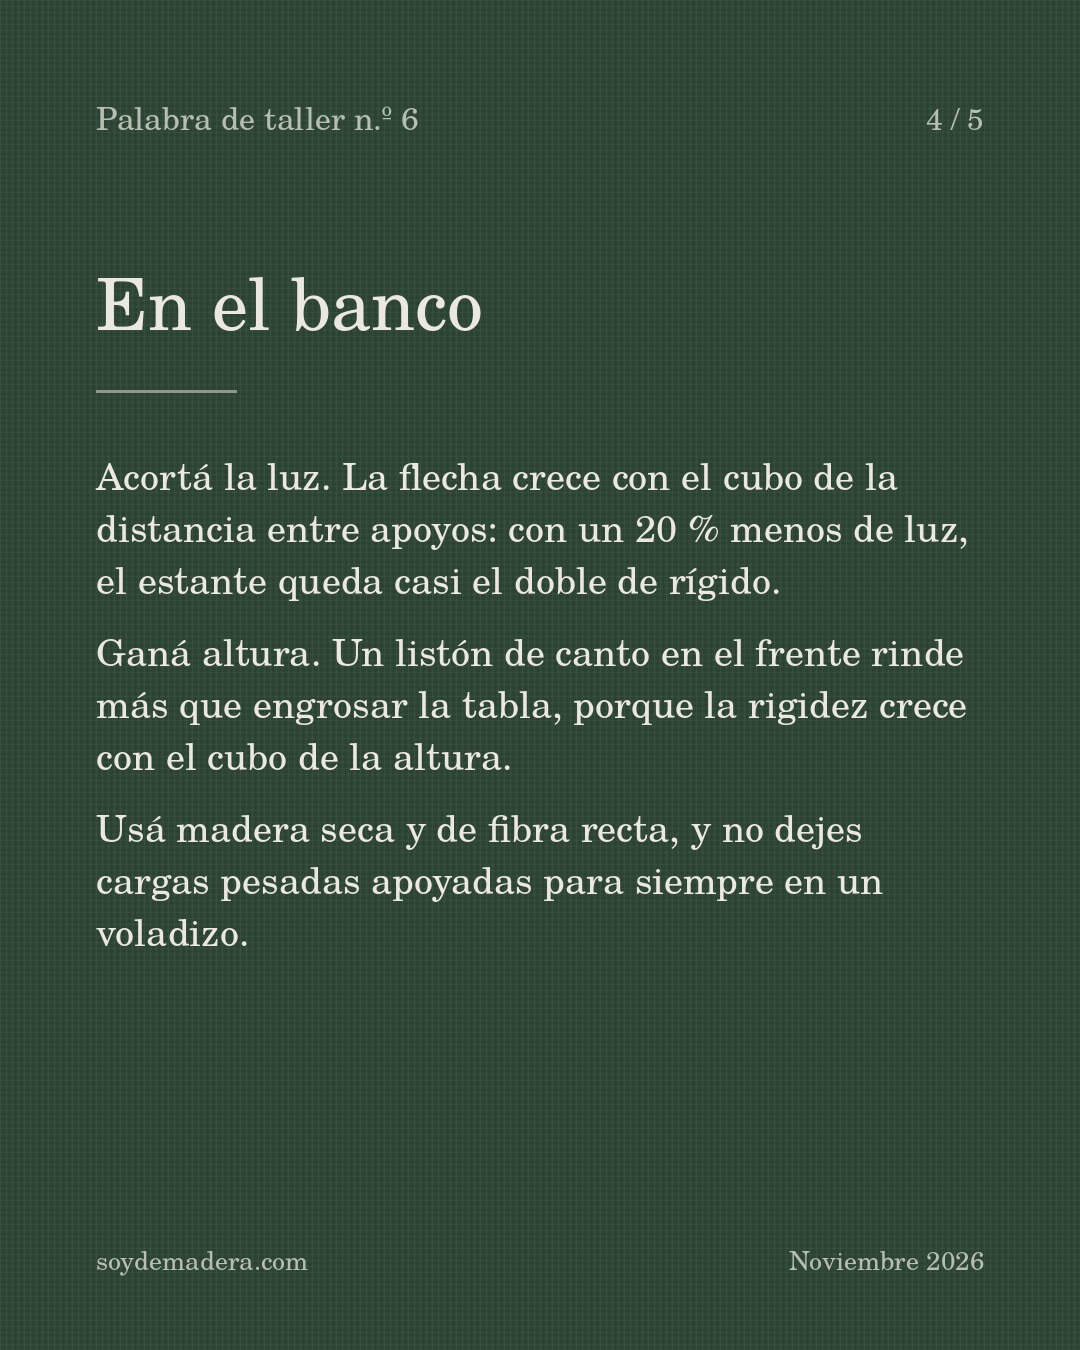 Palabra de taller n.º 6
4 / 5
En el banco
Acortá la luz. La flecha crece con el cubo de la
distancia entre apoyos: con un 20 % menos de luz,
el estante queda casi el doble de rígido.
Ganá altura. Un listón de canto en el frente rinde
más que engrosar la tabla, porque la rigidez crece
con el cubo de la altura.
Usá madera seca y de fibra recta, y no dejes
cargas pesadas apoyadas para siempre en un
voladizo.
soydemadera.com
Noviembre 2026